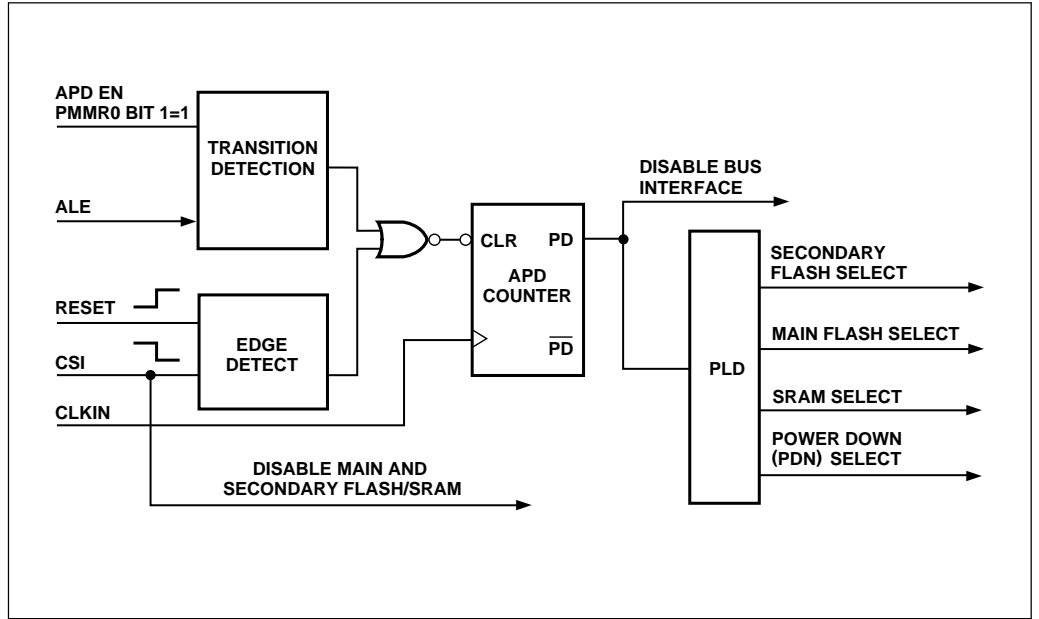 APD EN
PMMR0 BIT 1=1
TRANSITION
DETECTION
ALE
DISABLE BUS
INTERFACE
CLR
PD
APD
COUNTER
PD
SECONDARY
FLASH SELECT
RESET
EDGE
DETECT
MAIN FLASH SELECT
CSI
PLD
SRAM SELECT
CLKIN
POWER DOWN
(PDN) SELECT
DISABLE MAIN AND
SECONDARY FLASH/SRAM